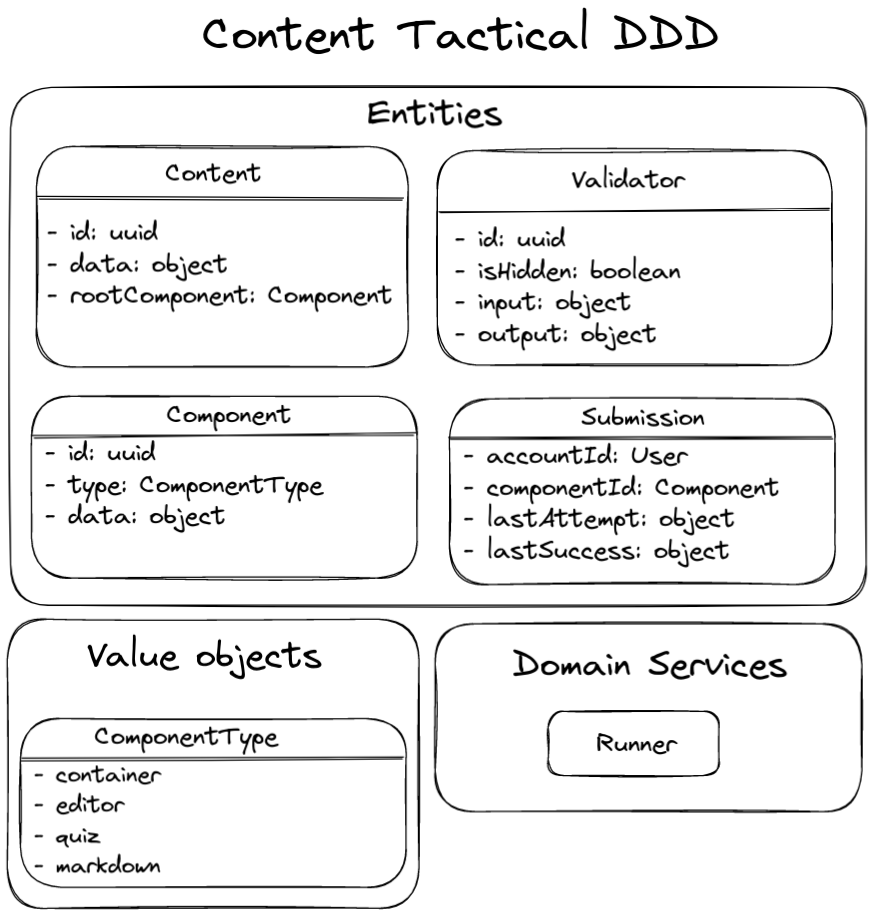 Content Tactical DDD
Entities
Content
- id: uuid
- data: object
- rootComponent: Component
Validator
- id: uuid
- isHidden: boolean
- input: object
- output: object
Component
- id: uuid
- type: ComponentType
- data: object
Submission
- accountId: User
- componentId: Component
- lastAttempt: object
- lastSuccess: object
Value objects
ComponentType
- container
- editor
- quiz
- markdown
Domain Services
Runner